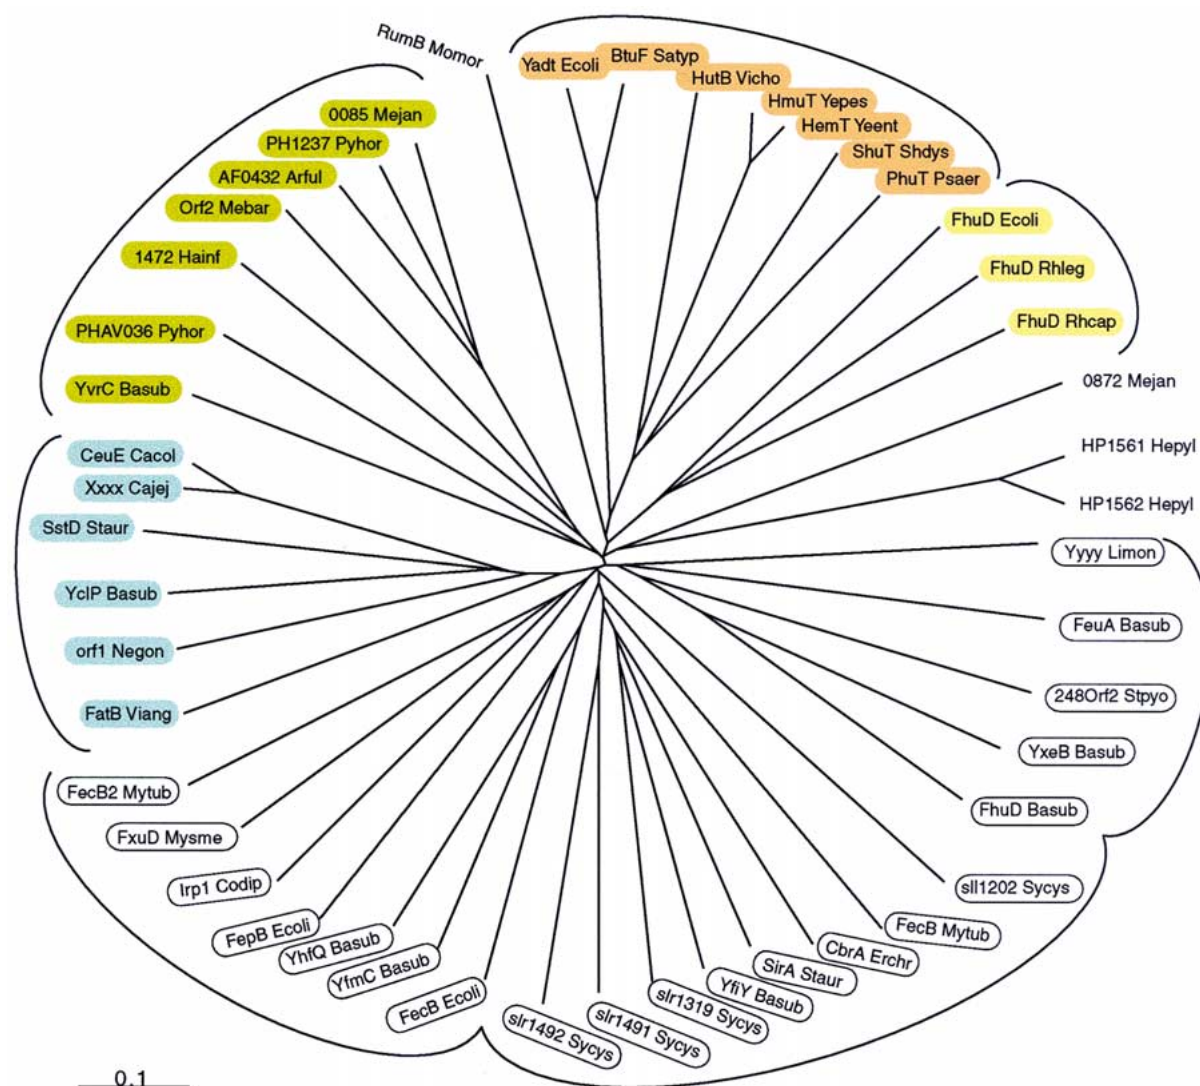 RumB Momor
Yadt Ecoli
BtuF Satyp
HutB Vicho
HmuT Yepes
HemT Yeent
ShuT Shdys
PhuT Psaer
FhuD Ecoli
FhuD Rhleg
FhuD Rhcap
0872 Mejan
HP1561 Hepyl
HP1562 Hepyl
Yyyy Limon
FeuA Basub
248Orf2 Stpyo
YxeB Basub
FhuD Basub
sll1202 Sycys
FecB Mytub
CbrA Erchr
SirA Staur
YfiY Basub
slr1319 Sycys
slr1491 Sycys
slr1492 Sycys
FecB Ecoli
YfmC Basub
YhfQ Basub
FepB Ecoli
Irp1 Codip
FxuD Mysme
FecB2 Mytub
FatB Viang
orf1 Negon
YclP Basub
SstD Staur
Xxxx Cajej
CeuE Cacol
YvrC Basub
PHAV036 Pyhor
1472 Hainf
Orf2 Mebar
AF0432 Arful
PH1237 Pyhor
0085 Mejan
0.1